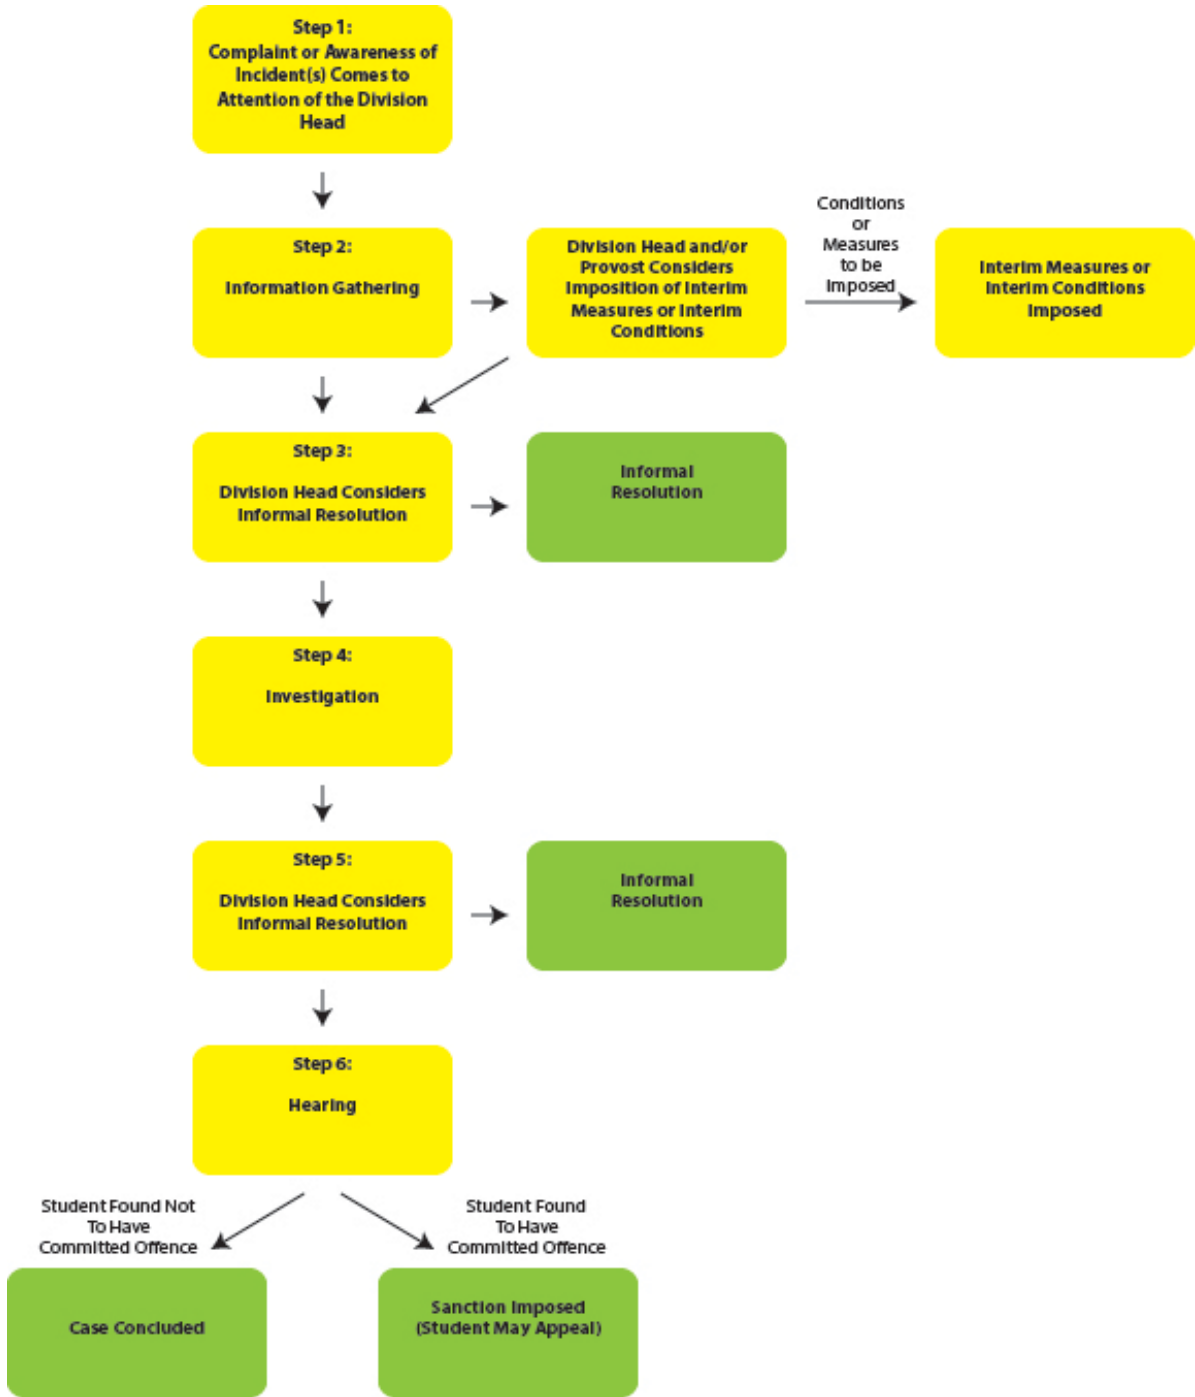 Step 1:
Complaint or Awareness of
Incident(s) Comes to
Attention of the Division
Head
Step 2:
Information Gathering
Division Head and/or
Provost Considers
Imposition of Interim
Measures or Interim
Conditions
Conditions
or
Measures
to be
Imposed
Interim Measures or
Interim Conditions
Imposed
Step 3:
Division Head Considers
Informal Resolution
Informal
Resolution
Step 4:
Investigation
Step 5:
Division Head Considers
Informal Resolution
Informal
Resolution
Step 6:
Hearing
Student Found Not
To Have
Committed Offence
Student Found
To Have
Committed Offence
Case Concluded
Sanction Imposed
(Student May Appeal)